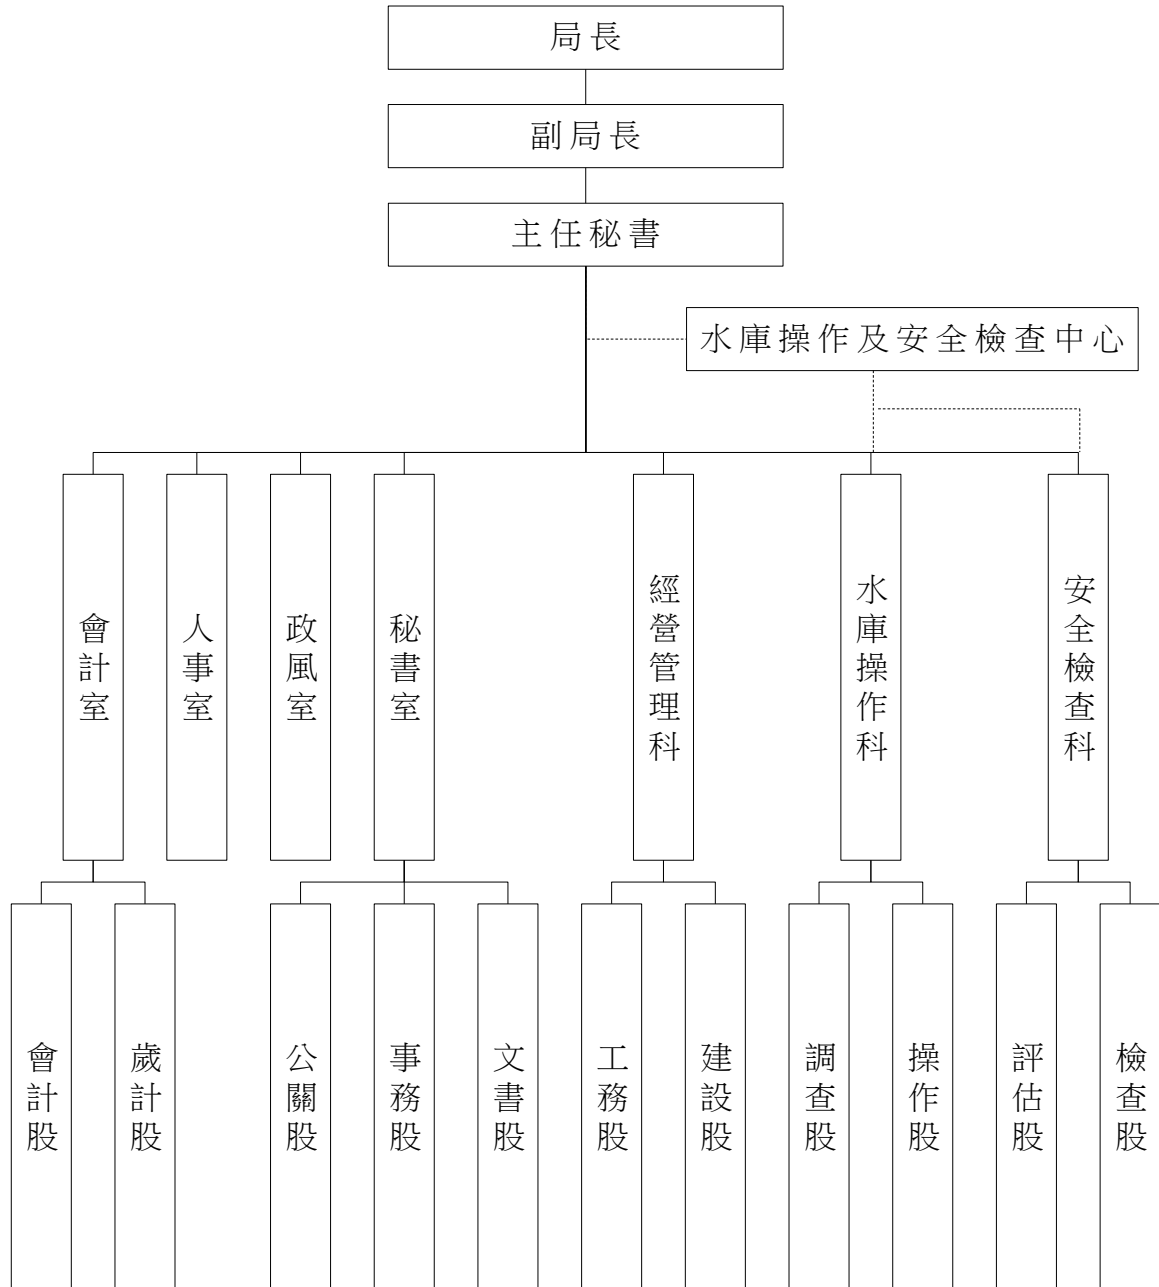 局長
副局長
主任秘書
水庫操作及安全檢查中心
會計室
人事室
政風室
秘書室
經營管理科
水庫操作科
安全檢查科
會計股
歲計股
公關股
事務股
文書股
工務股
建設股
調查股
操作股
評估股
檢查股